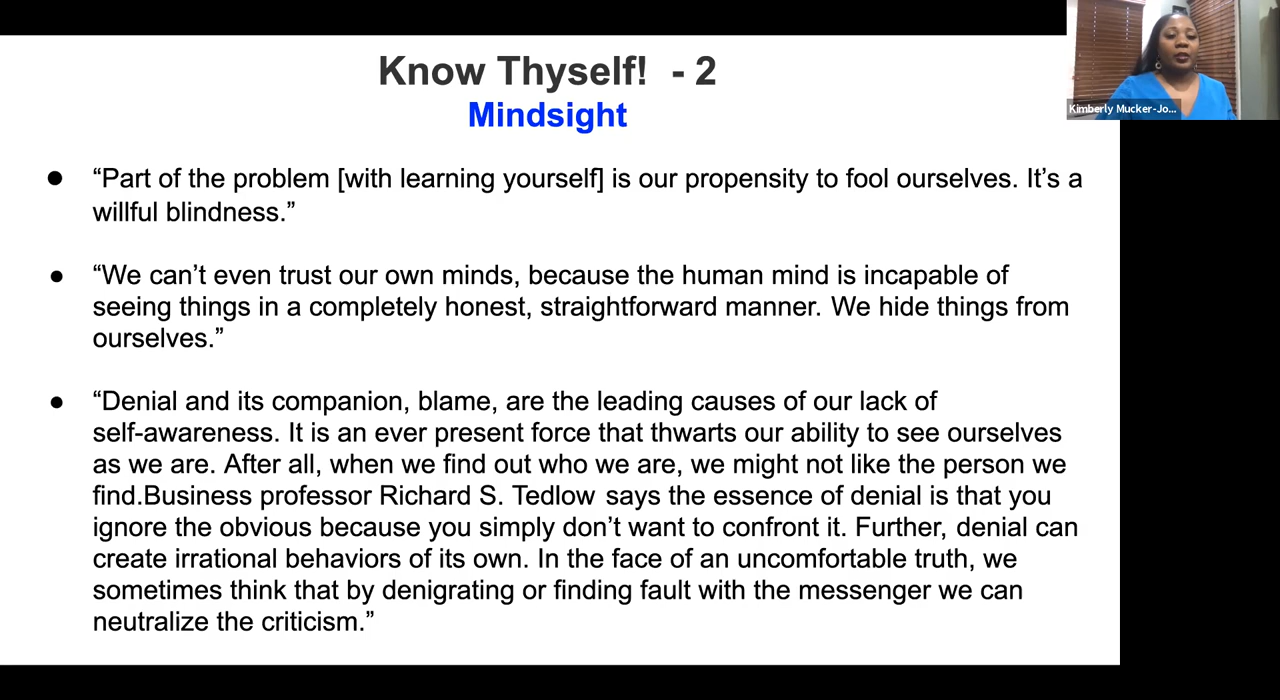 Know Thyself!  - 2
Mindsight
Kimberly Mucker-Jo...
● “Part of the problem [with learning yourself] is our propensity to fool ourselves. It’s a
willful blindness.”
● “We can’t even trust our own minds, because the human mind is incapable of
seeing things in a completely honest, straightforward manner. We hide things from
ourselves.”
● “Denial and its companion, blame, are the leading causes of our lack of
self-awareness. It is an ever present force that thwarts our ability to see ourselves
as we are. After all, when we find out who we are, we might not like the person we
find.Business professor Richard S. Tedlow says the essence of denial is that you
ignore the obvious because you simply don’t want to confront it. Further, denial can
create irrational behaviors of its own. In the face of an uncomfortable truth, we
sometimes think that by denigrating or finding fault with the messenger we can
neutralize the criticism.”